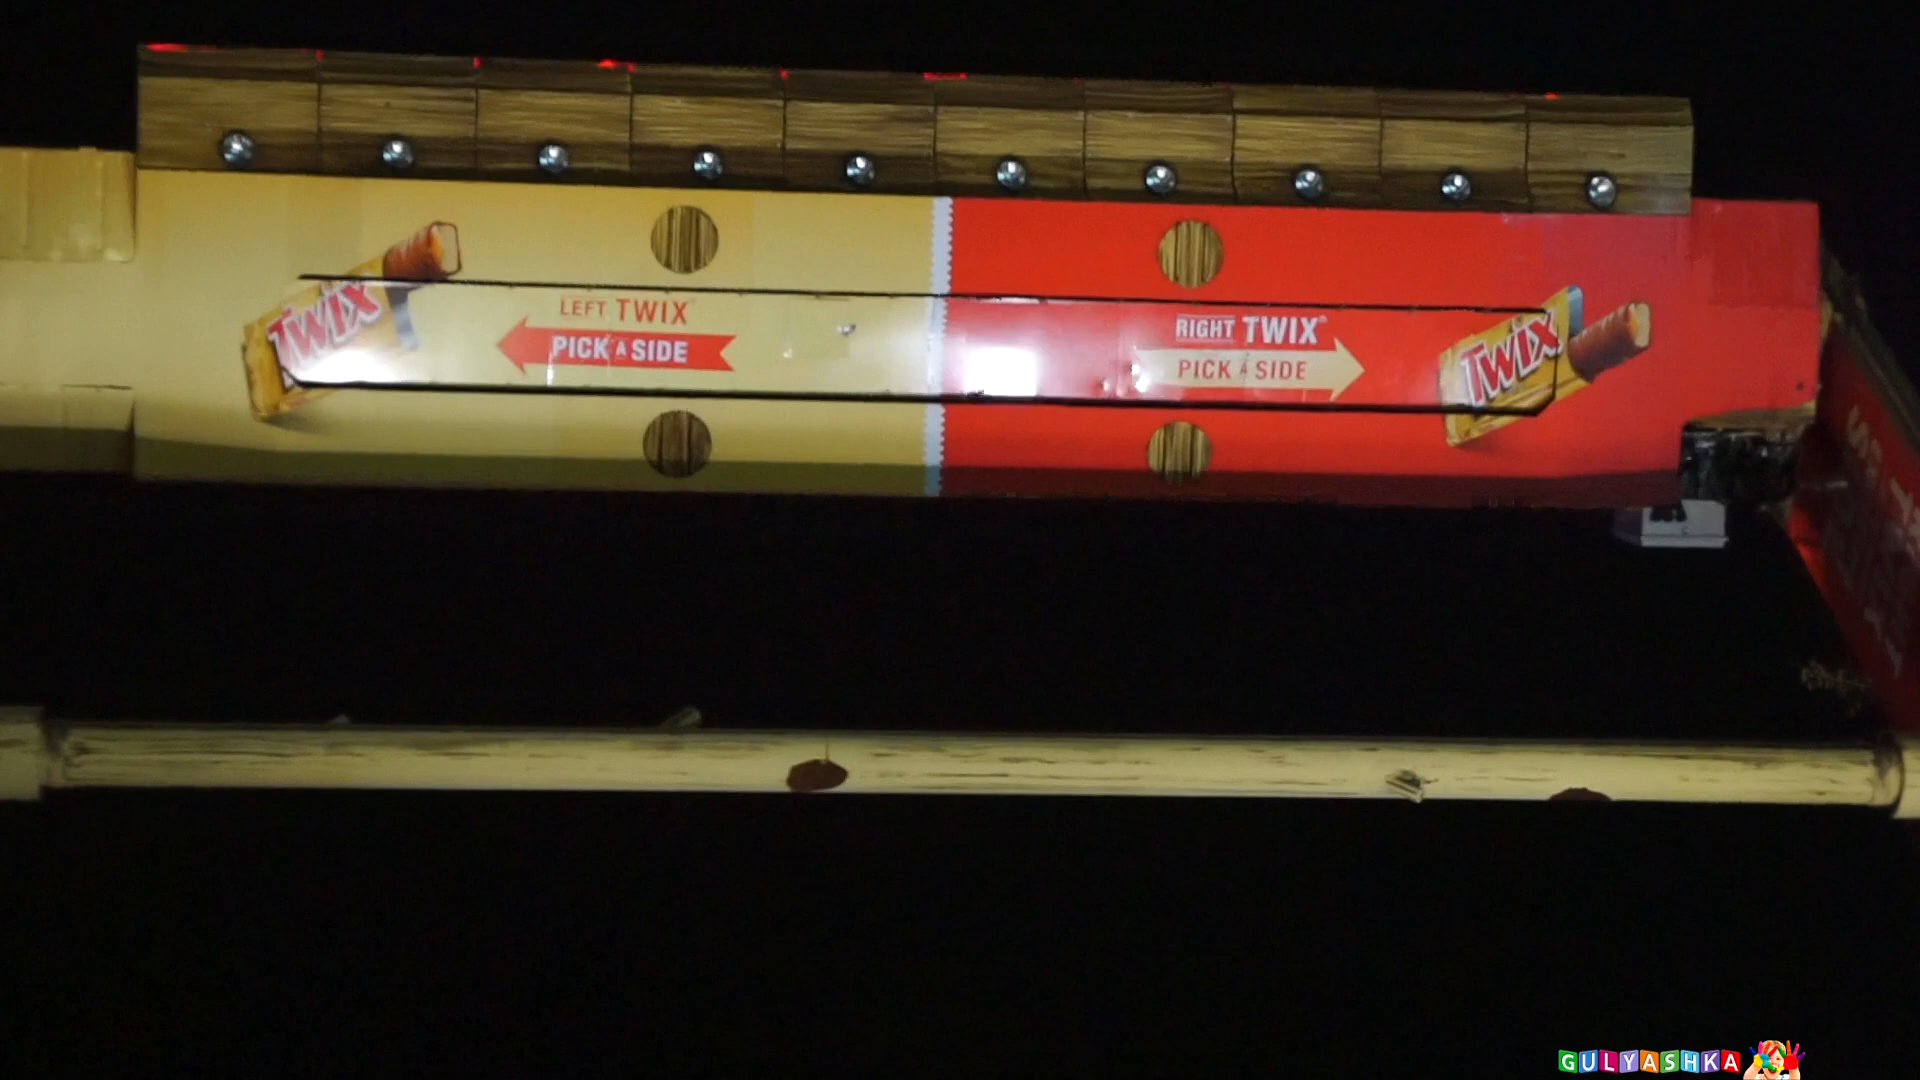 TWIX
LEFT TWIX
PICK A SIDE
RIGHT TWIX
PICK A SIDE
TWIX
GULYASHKA